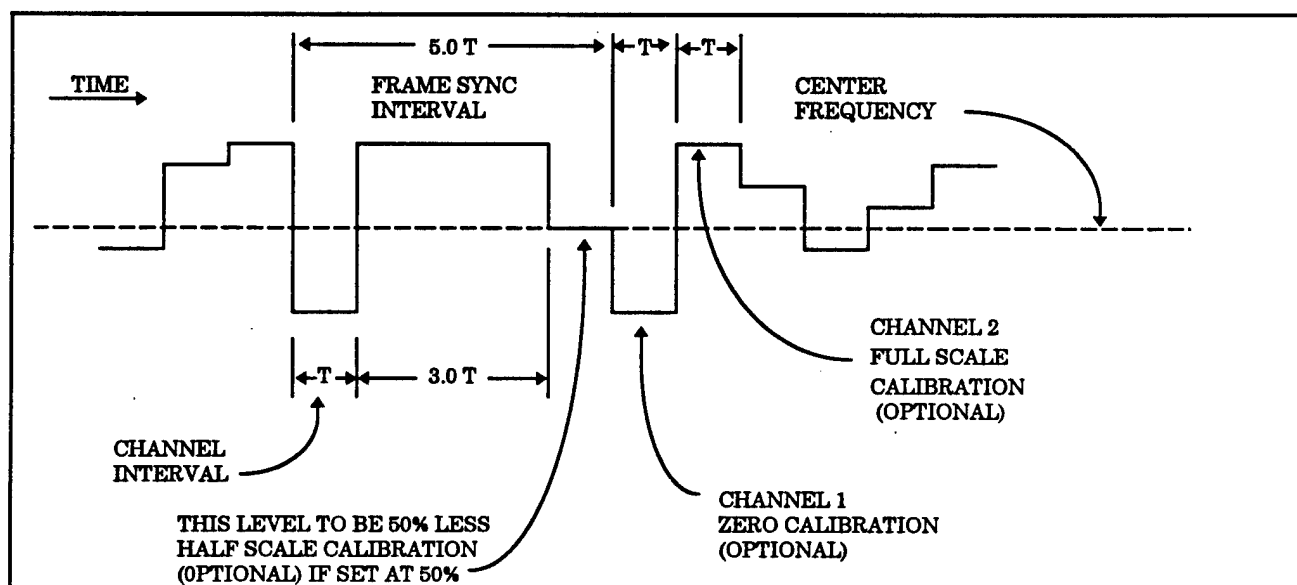 5.0 T
T
T
TIME
FRAME SYNC
INTERVAL
CENTER
FREQUENCY
T
3.0 T
CHANNEL 2
FULL SCALE
CALIBRATION
(OPTIONAL)
CHANNEL
INTERVAL
CHANNEL 1
ZERO CALIBRATION
(OPTIONAL)
THIS LEVEL TO BE 50% LESS
HALF SCALE CALIBRATION
(0PTIONAL) IF SET AT 50%